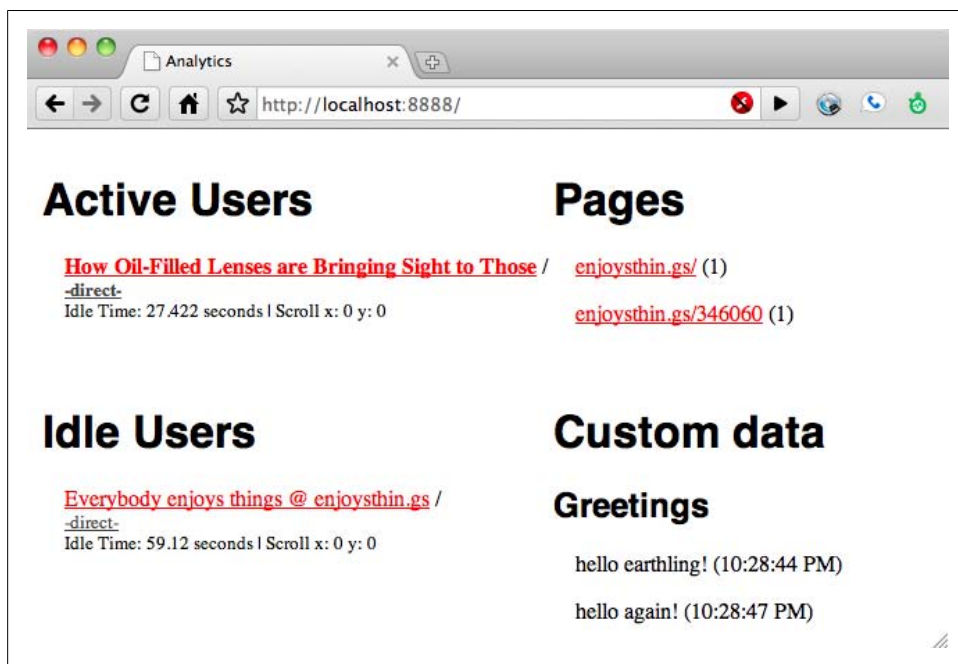 Analytics
http://localhost:8888/
Active Users
How Oil-Filled Lenses are Bringing Sight to Those /
-direct-
Idle Time: 27.422 seconds | Scroll x: 0 y: 0
Pages
enjoysthin.gs/ (1)
enjoysthin.gs/346060 (1)
Idle Users
Everybody enjoys things @ enjoysthin.gs /
-direct-
Idle Time: 59.12 seconds | Scroll x: 0 y: 0
Custom data
Greetings
hello earthling! (10:28:44 PM)
hello again! (10:28:47 PM)